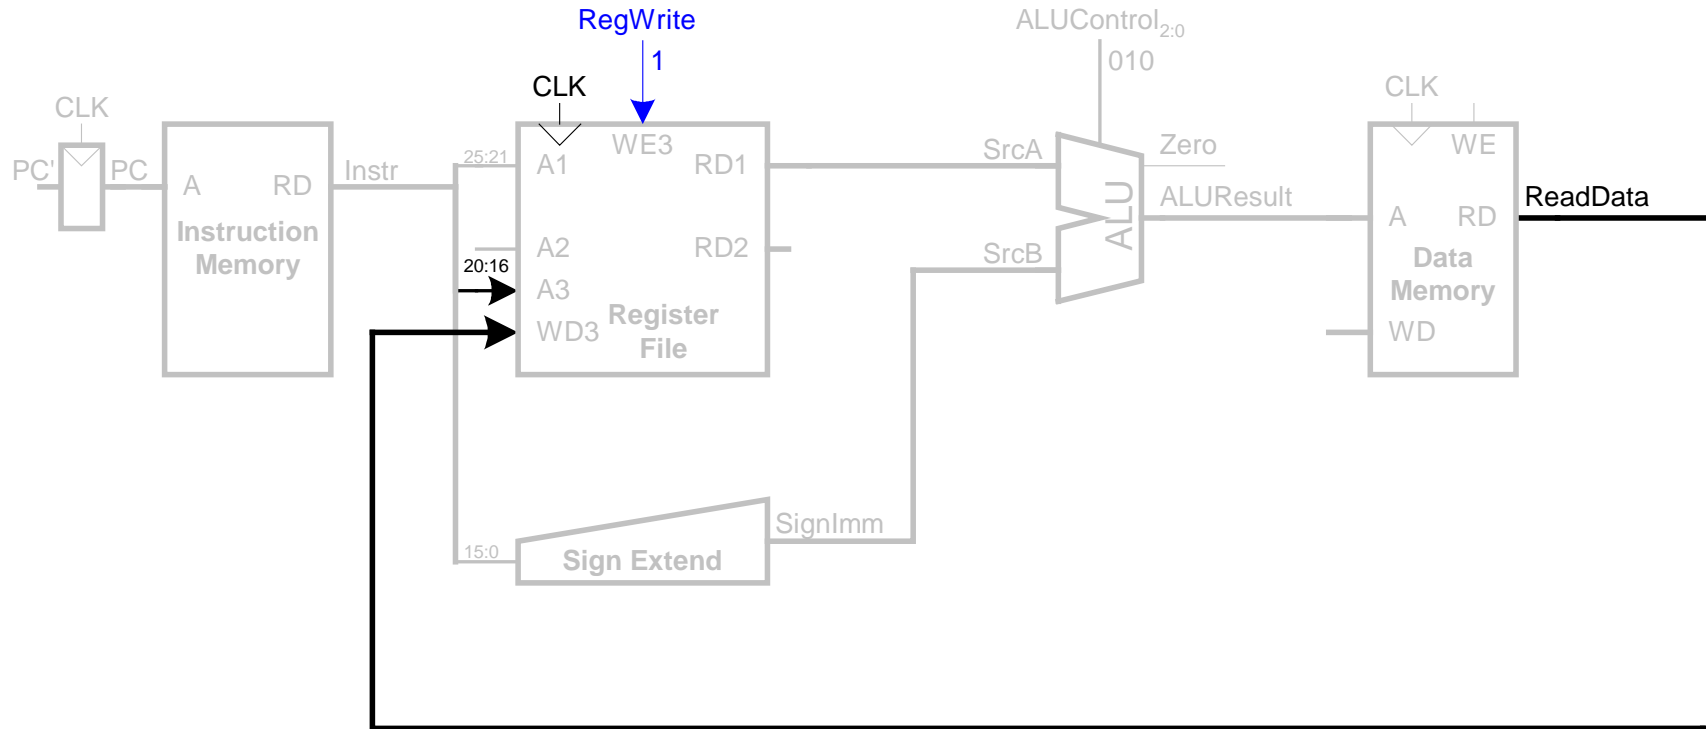 RegWrite
ALUControl2:0
1
010
CLK
CLK
CLK
WE3
WE
PC'
PC
A
RD
Instr
25:21
A1
RD1
SrcA
Zero
ALU
ALUResult
A
RD
ReadData
Instruction
Memory
A2
RD2
SrcB
Data
Memory
20:16
A3
WD3
Register
File
WD
SignImm
15:0
Sign Extend